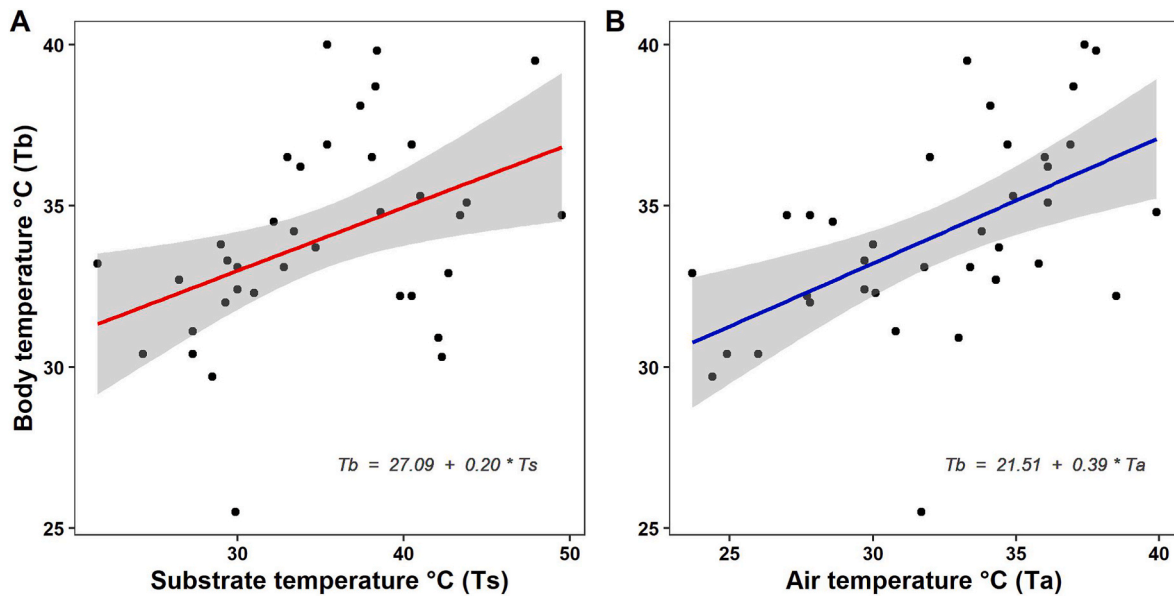 A
B
Body temperature °C (Tb)
40
35
30
25
Tb = 27.09 + 0.20 * Ts
30
40
50
Substrate temperature °C (Ts)
40
35
30
25
Tb = 21.51 + 0.39 * Ta
25
30
35
40
Air temperature °C (Ta)